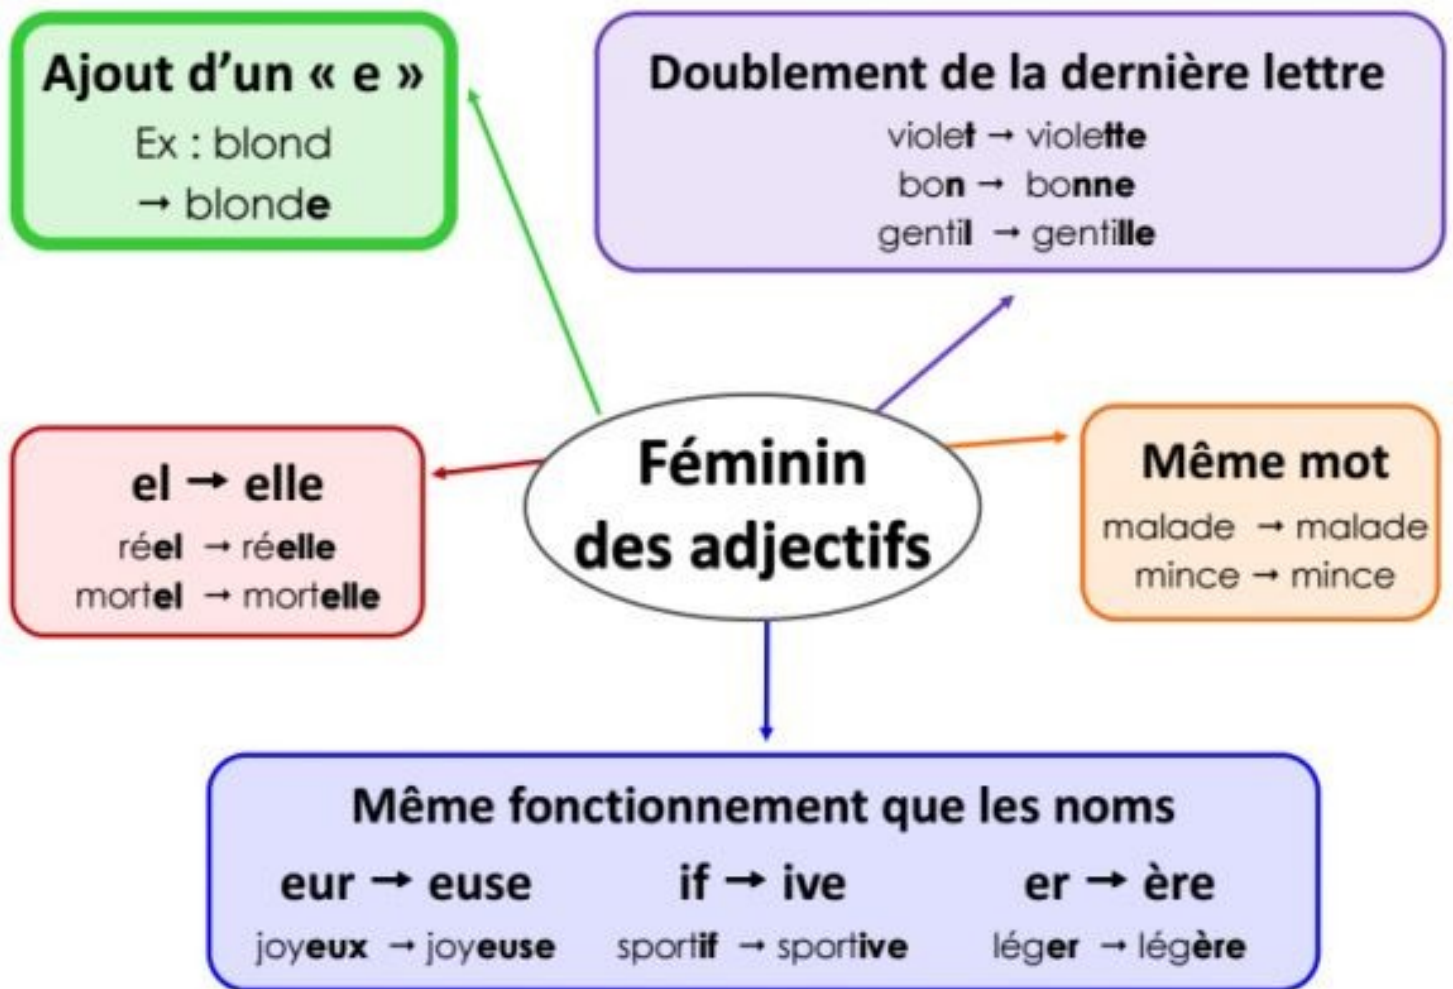 Ajout d'un « e »
Ex : blond
→ blonde
Doublement de la dernière lettre
violet → violette
bon → bonne
gentil → gentille
Féminin
des adjectifs
el → elle
réel → réelle
mortel → mortelle
Même mot
malade → malade
mince → mince
Même fonctionnement que les noms
eur → euse if → ive er → ère
joyeux → joyeuse sportif → sportive léger → légère